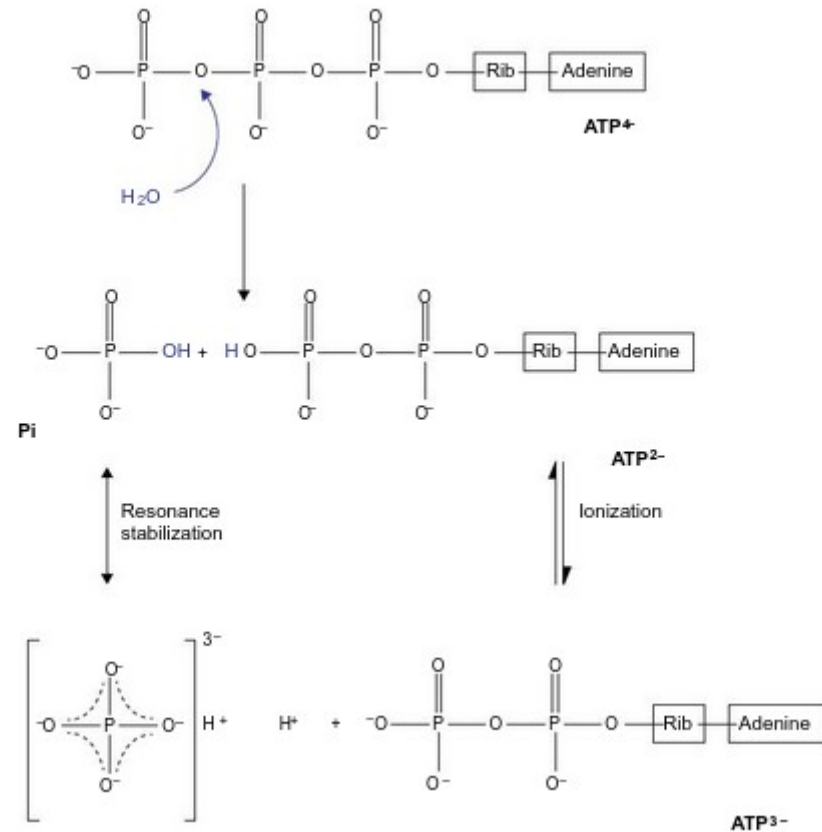 O O O
⁻O P O P O P O Rib Adenine
O⁻ O⁻ O⁻
ATP⁴⁻
H₂O
O O O
⁻O P OH + H O P O P O Rib Adenine
O⁻ O⁻ O⁻
Pi
ATP²⁻
Resonance
stabilization
Ionization
3−
O⁻ O O
⁻O P O⁻ H⁺ H⁺ + ⁻O P O P O Rib Adenine
O⁻ O⁻ O⁻
ATP³⁻